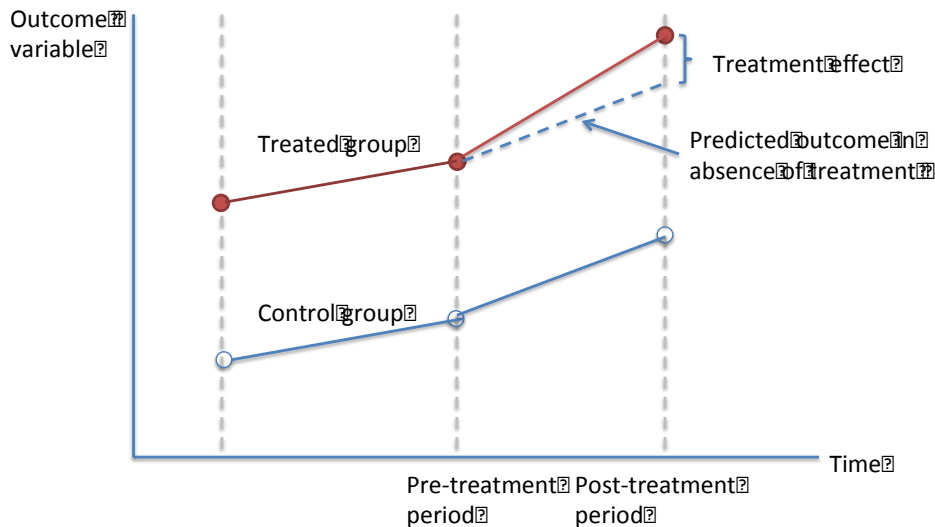 Outcome
variable
Treatment effect
Treated group
Predicted outcome in
absence of treatment
Control group
Time
Pre-treatment
period
Post-treatment
period